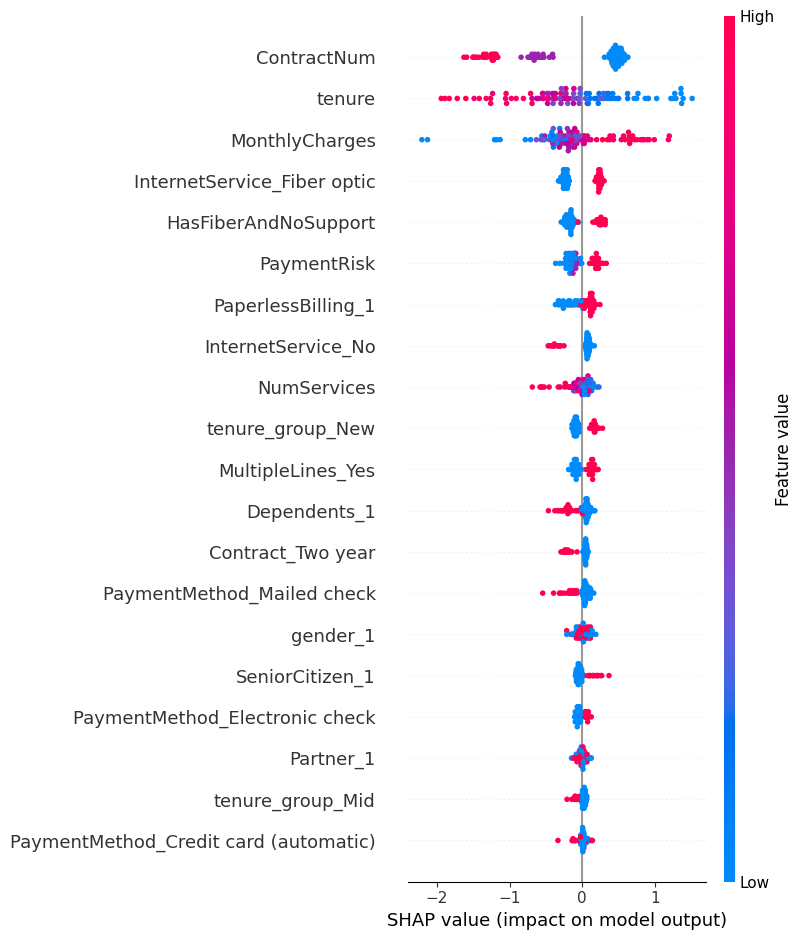 High
ContractNum
tenure
MonthlyCharges
InternetService_Fiber optic
HasFiberAndNoSupport
PaymentRisk
PaperlessBilling_1
InternetService_No
NumServices
tenure_group_New
MultipleLines_Yes
Dependents_1
Contract_Two year
PaymentMethod_Mailed check
gender_1
SeniorCitizen_1
PaymentMethod_Electronic check
Partner_1
tenure_group_Mid
PaymentMethod_Credit card (automatic)
Feature value
Low
−2 −1 0 1
SHAP value (impact on model output)